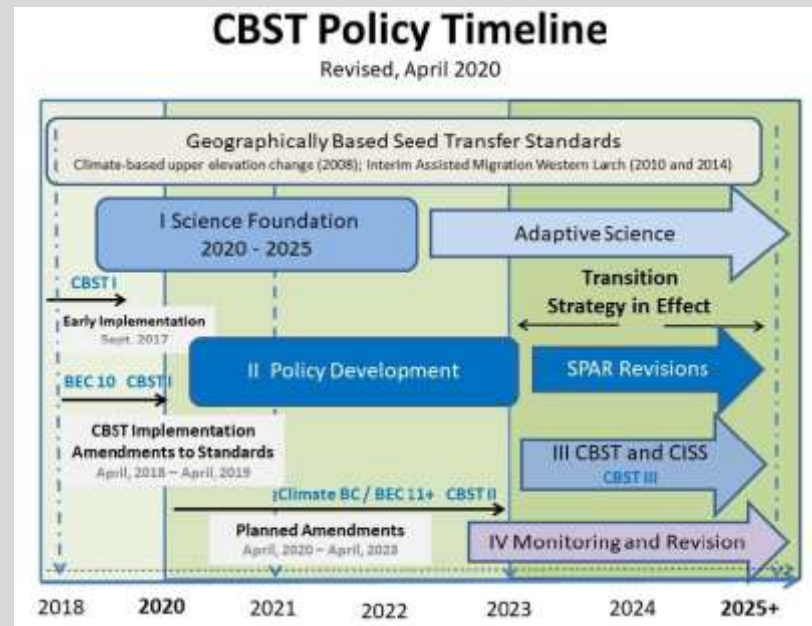 CBST Policy Timeline
Revised, April 2020
Geographically Based Seed Transfer Standards
Climate-based upper elevation change (2008); Interim Assisted Migration Western Larch (2010 and 2014)
I Science Foundation
2020 - 2025
Adaptive Science
CBST I
Early Implementation
Sept. 2017
Transition
Strategy in Effect
II Policy Development
SPAR Revisions
BEC 10 CBST I
CBST Implementation
Amendments to Standards
April, 2018 – April, 2019
III CBST and CISS
CBST III
Climate BC / BEC 11+ CBST II
Planned Amendments
April, 2020 – April, 2023
IV Monitoring and Revision
2018 2020 2021 2022 2023 2024 2025+